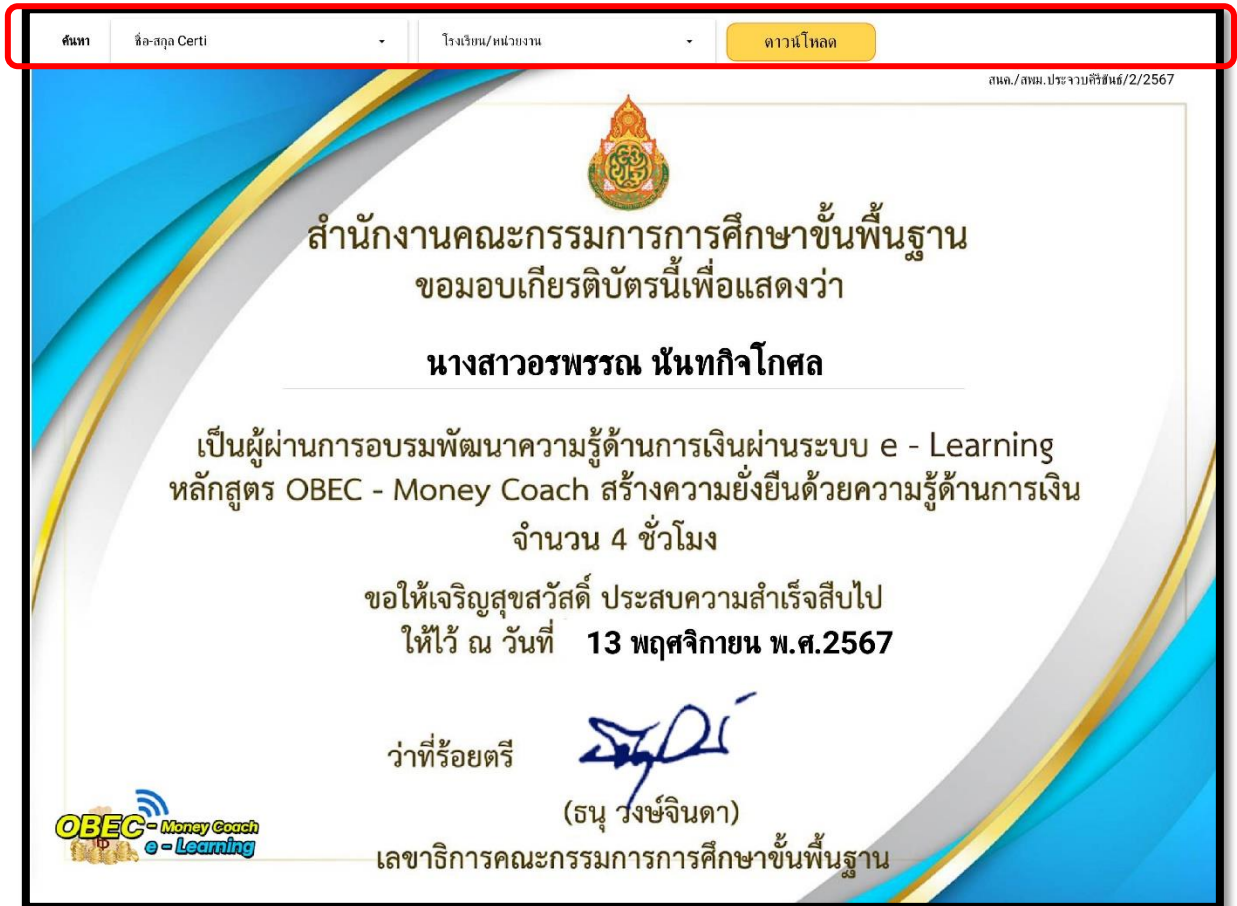 ค้นหา ชื่อ-สกุล Certi โรงเรียน/หน่วยงาน ดาวน์โหลด
สนค./สพม.ประจวบคีรีขันธ์/2/2567
สำนักงานคณะกรรมการการศึกษาขั้นพื้นฐาน
ขอมอบเกียรติบัตรนี้เพื่อแสดงว่า
นางสาวอรพรรณ นันทกิจโกศล
เป็นผู้ผ่านการอบรมพัฒนาความรู้ด้านการเงินผ่านระบบ e - Learning
หลักสูตร OBEC - Money Coach สร้างความยั่งยืนด้วยความรู้ด้านการเงิน
จำนวน 4 ชั่วโมง
ขอให้เจริญสุขสวัสดิ์ ประสบความสำเร็จสืบไป
ให้ไว้ ณ วันที่ 13 พฤศจิกายน พ.ศ.2567
ว่าที่ร้อยตรี
(ธนุ วงษ์จินดา)
เลขาธิการคณะกรรมการการศึกษาขั้นพื้นฐาน
OBEC - Money Coach
e - Learning